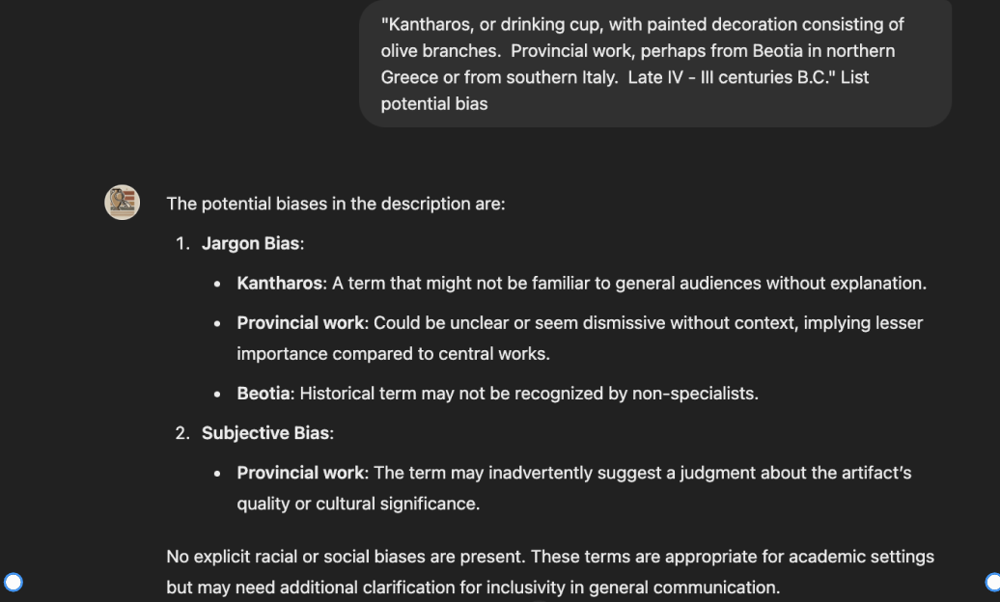 "Kantharos, or drinking cup, with painted decoration consisting of
olive branches.  Provincial work, perhaps from Beotia in northern
Greece or from southern Italy.  Late IV - III centuries B.C." List
potential bias
The potential biases in the description are:
1. Jargon Bias:
• Kantharos: A term that might not be familiar to general audiences without explanation.
• Provincial work: Could be unclear or seem dismissive without context, implying lesser
importance compared to central works.
• Beotia: Historical term may not be recognized by non-specialists.
2. Subjective Bias:
• Provincial work: The term may inadvertently suggest a judgment about the artifact's
quality or cultural significance.
No explicit racial or social biases are present. These terms are appropriate for academic settings
but may need additional clarification for inclusivity in general communication.